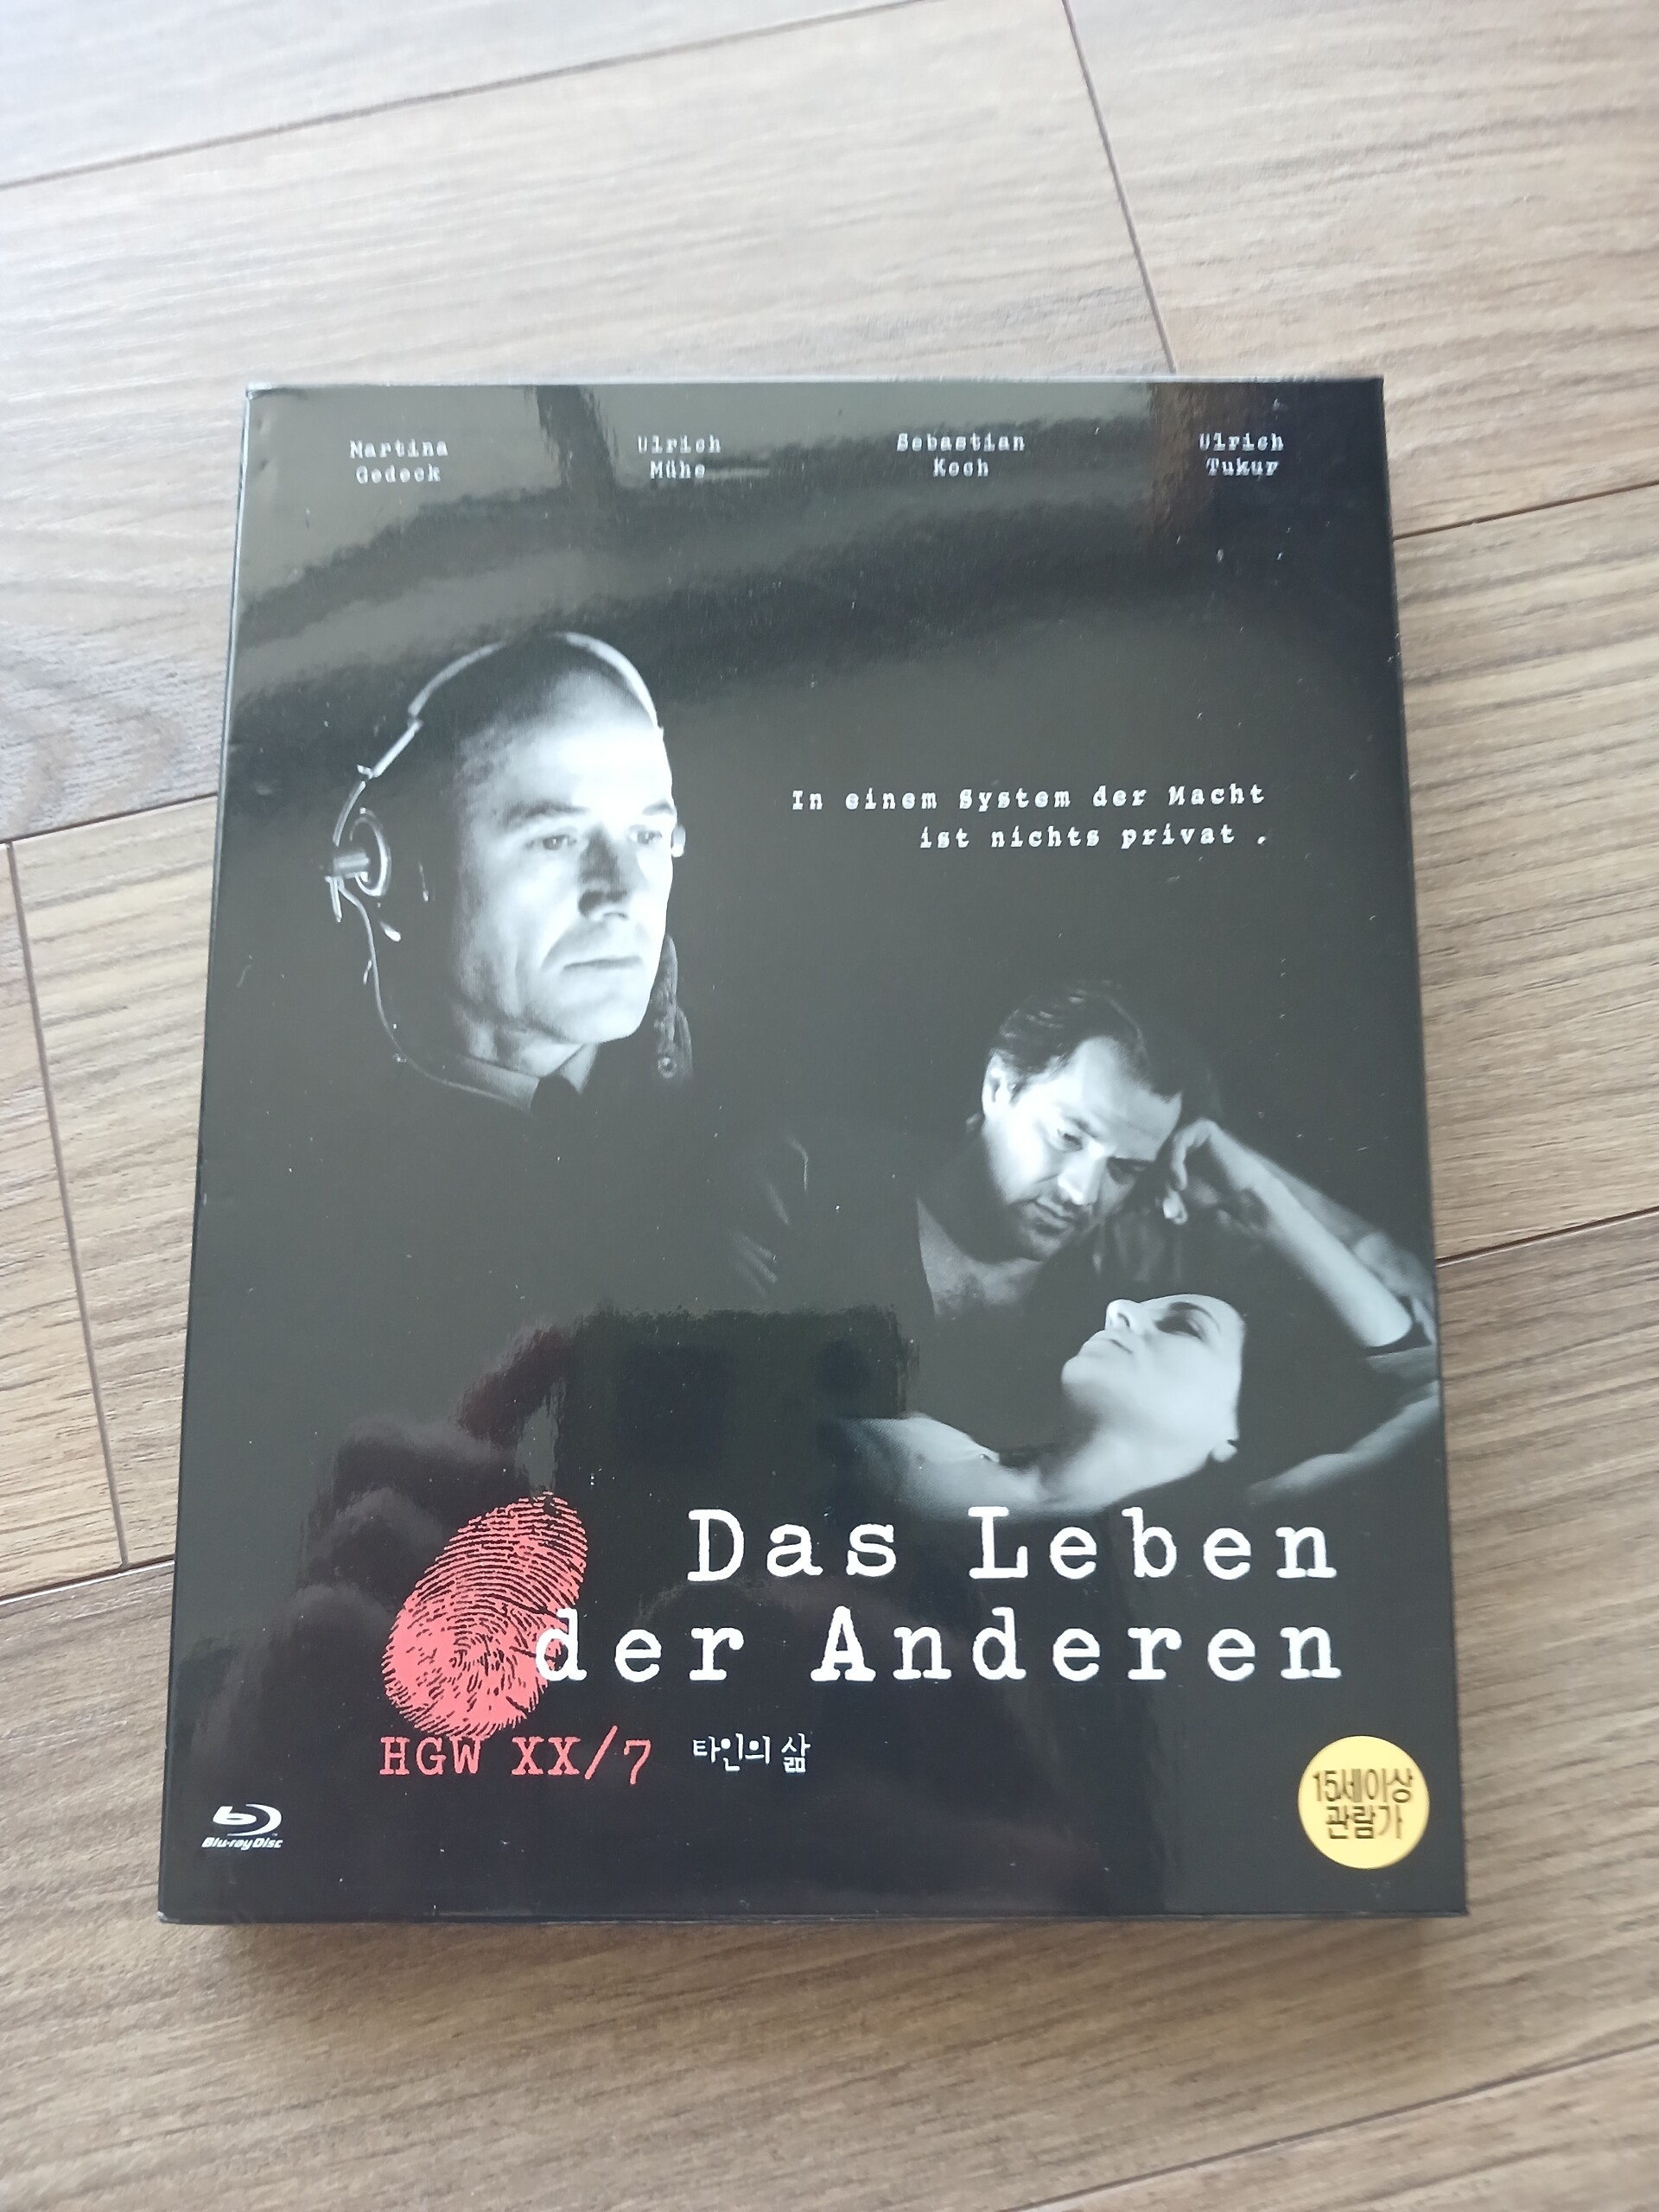 Martina
Gedeck
Ulrich
Mühe
Sebastian
Koch
Ulrich
Tukur
In einem System der Macht
ist nichts privat .
Das Leben
der Anderen
HGW XX/7 타인의 삶
Blu-ray Disc
15세이상
관람가